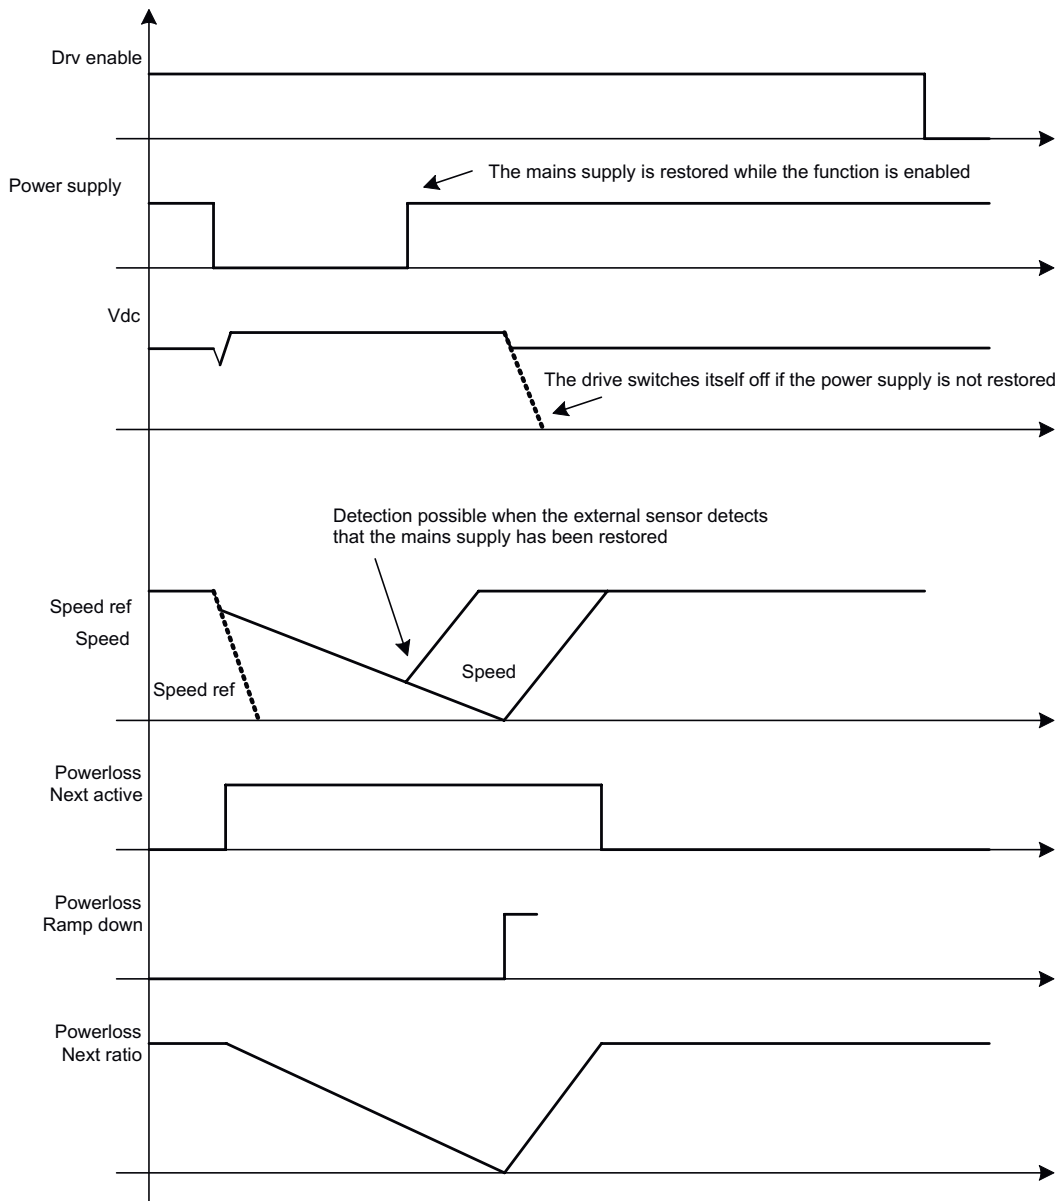 Drv enable
Power supply
The mains supply is restored while the function is enabled
Vdc
The drive switches itself off if the power supply is not restored
Detection possible when the external sensor detects
that the mains supply has been restored
Speed ref
Speed
Speed ref
Speed
Powerloss
Next active
Powerloss
Ramp down
Powerloss
Next ratio